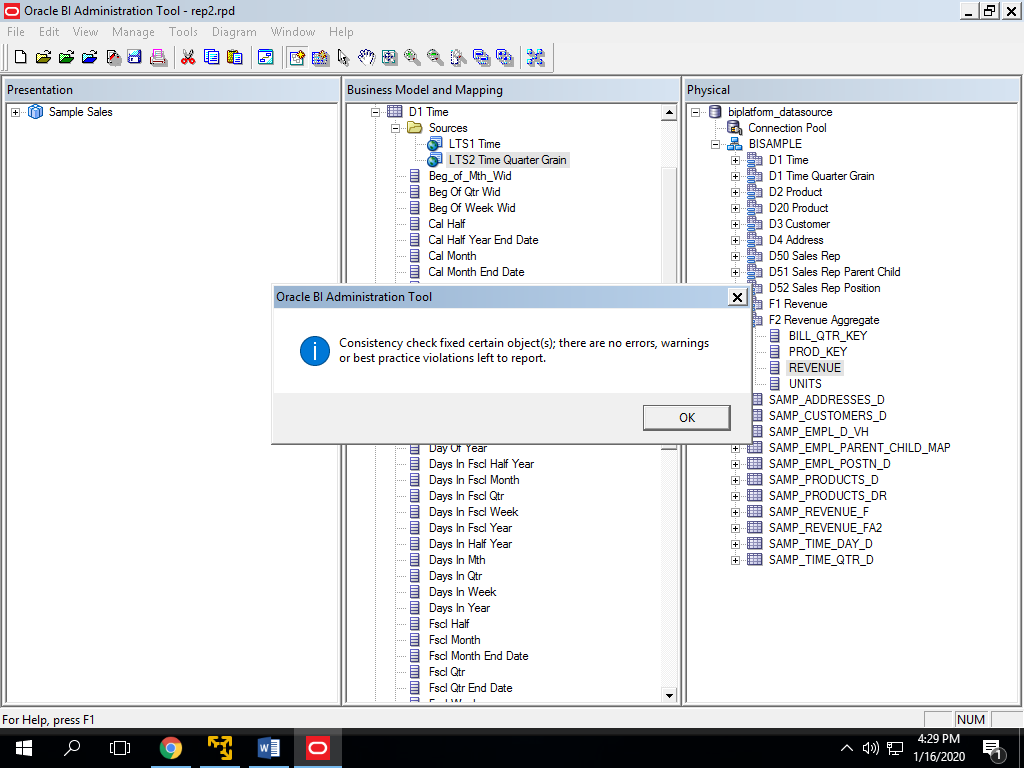 Oracle BI Administration Tool - rep2.rpd
File Edit View Manage Tools Diagram Window Help
Presentation
Sample Sales
Business Model and Mapping
D1 Time
Sources
LTS1 Time
LTS2 Time Quarter Grain
Beg_of_Mth_Wid
Beg Of Qtr Wid
Beg Of Week Wid
Cal Half
Cal Half Year End Date
Cal Month
Cal Month End Date
Day Of Year
Days In Fscl Half Year
Days In Fscl Month
Days In Fscl Qtr
Days In Fscl Week
Days In Fscl Year
Days In Half Year
Days In Mth
Days In Qtr
Days In Week
Days In Year
Fscl Half
Fscl Month
Fscl Month End Date
Fscl Qtr
Fscl Qtr End Date
Physical
biplatform_datasource
Connection Pool
BISAMPLE
D1 Time
D1 Time Quarter Grain
D2 Product
D20 Product
D3 Customer
D4 Address
D50 Sales Rep
D51 Sales Rep Parent Child
D52 Sales Rep Position
F1 Revenue
F2 Revenue Aggregate
BILL_QTR_KEY
PROD_KEY
REVENUE
UNITS
SAMP_ADDRESSES_D
SAMP_CUSTOMERS_D
SAMP_EMPL_D_VH
SAMP_EMPL_PARENT_CHILD_MAP
SAMP_EMPL_POSTN_D
SAMP_PRODUCTS_D
SAMP_PRODUCTS_DR
SAMP_REVENUE_F
SAMP_REVENUE_FA2
SAMP_TIME_DAY_D
SAMP_TIME_QTR_D
Oracle BI Administration Tool
Consistency check fixed certain object(s); there are no errors, warnings
or best practice violations left to report.
OK
For Help, press F1
NUM
4:29 PM
1/16/2020
1